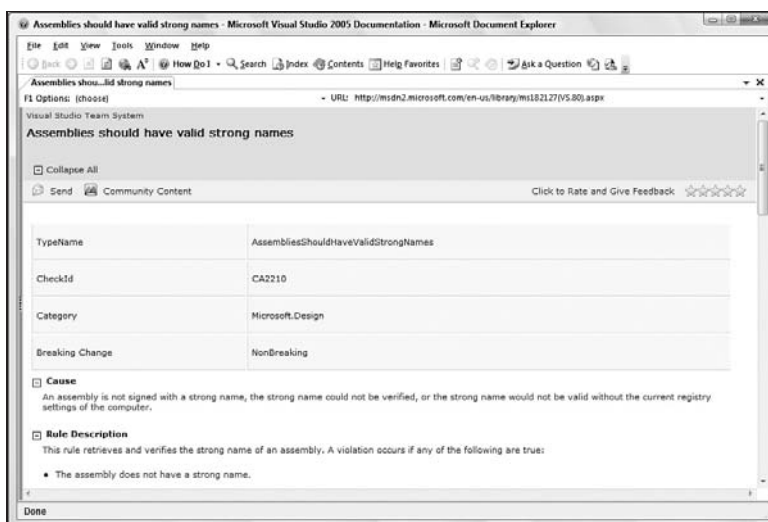 Assemblies should have valid strong names - Microsoft Visual Studio 2005 Documentation - Microsoft Document Explorer
File Edit View Tools Window Help
Back How Do I Search Index Contents Help Favorites Ask a Question
Assemblies shou...lid strong names
F1 Options: (choose) URL: http://msdn2.microsoft.com/en-us/library/ms182127(VS.80).aspx
Visual Studio Team System
Assemblies should have valid strong names
Collapse All
Send Community Content Click to Rate and Give Feedback
TypeName AssembliesShouldHaveValidStrongNames
CheckId CA2210
Category Microsoft.Design
Breaking Change NonBreaking
Cause
An assembly is not signed with a strong name, the strong name could not be verified, or the strong name would not be valid without the current registry
settings of the computer.
Rule Description
This rule retrieves and verifies the strong name of an assembly. A violation occurs if any of the following are true:
• The assembly does not have a strong name.
Done